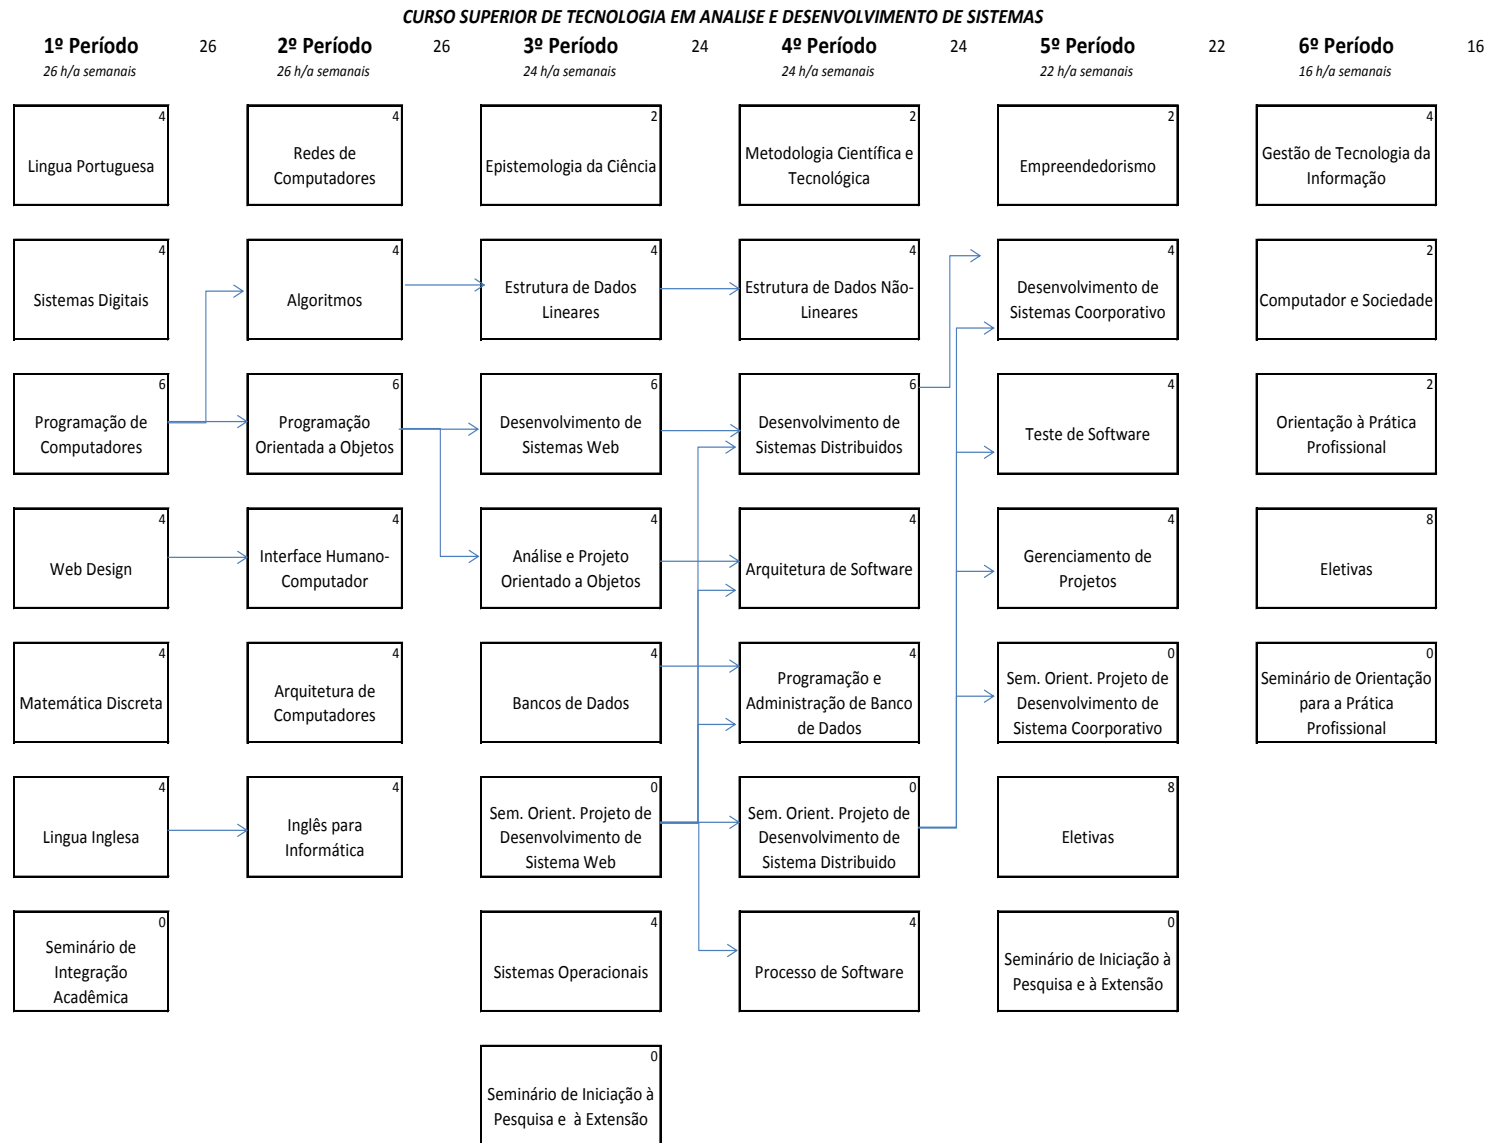 CURSO SUPERIOR DE TECNOLOGIA EM ANALISE E DESENVOLVIMENTO DE SISTEMAS
1º Período 26 2º Período 26 3º Período 24 4º Período 24 5º Período 22 6º Período 16
26 h/a semanais 26 h/a semanais 24 h/a semanais 24 h/a semanais 22 h/a semanais 16 h/a semanais
4
Lingua Portuguesa
4
Redes de
Computadores
2
Epistemologia da Ciência
2
Metodologia Científica e
Tecnológica
2
Empreendedorismo
4
Gestão de Tecnologia da
Informação
4
Sistemas Digitais
4
Algoritmos
4
Estrutura de Dados
Lineares
4
Estrutura de Dados Não-
Lineares
4
Desenvolvimento de
Sistemas Coorporativo
2
Computador e Sociedade
6
Programação de
Computadores
6
Programação
Orientada a Objetos
6
Desenvolvimento de
Sistemas Web
6
Desenvolvimento de
Sistemas Distribuidos
4
Teste de Software
2
Orientação à Prática
Profissional
4
Web Design
4
Interface Humano-
Computador
4
Análise e Projeto
Orientado a Objetos
4
Arquitetura de Software
4
Gerenciamento de
Projetos
8
Eletivas
4
Matemática Discreta
4
Arquitetura de
Computadores
4
Bancos de Dados
4
Programação e
Administração de Banco
de Dados
0
Sem. Orient. Projeto de
Desenvolvimento de
Sistema Coorporativo
0
Seminário de Orientação
para a Prática
Profissional
4
Lingua Inglesa
4
Inglês para
Informática
0
Sem. Orient. Projeto de
Desenvolvimento de
Sistema Web
0
Sem. Orient. Projeto de
Desenvolvimento de
Sistema Distribuido
8
Eletivas
0
Seminário de
Integração
Acadêmica
4
Sistemas Operacionais
4
Processo de Software
0
Seminário de Iniciação à
Pesquisa e à Extensão
0
Seminário de Iniciação à
Pesquisa e à Extensão